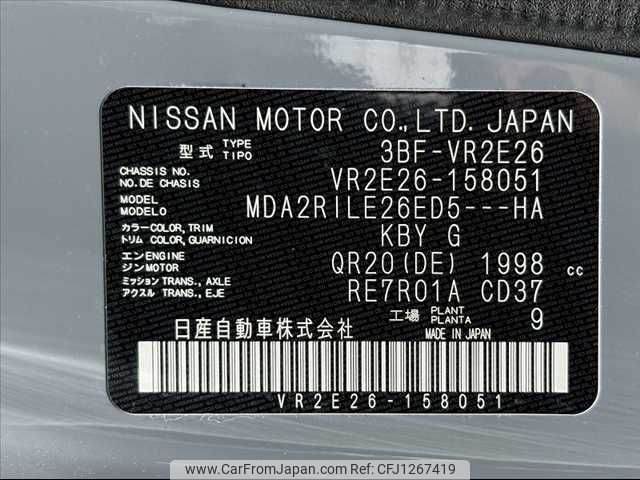 NISSAN MOTOR CO.,LTD. JAPAN
型式 TYPE TIPO 3BF-VR2E26
CHASSIS NO. NO.DE CHASIS VR2E26-158051
MODEL MODELO MDA2RILE26ED5---HA
カラー COLOR,TRIM トリム COLOR,GUARNICION KBY G
エンジン ENGINE MOTOR QR20(DE) 1998 cc
ミッション アクスル TRANS., AXLE TRANS., EJE RE7R01A CD37
工場 PLANT PLANTA 9
日産自動車株式会社 MADE IN JAPAN
VR2E26-158051
www.CarFromJapan.com - CFJ1267419